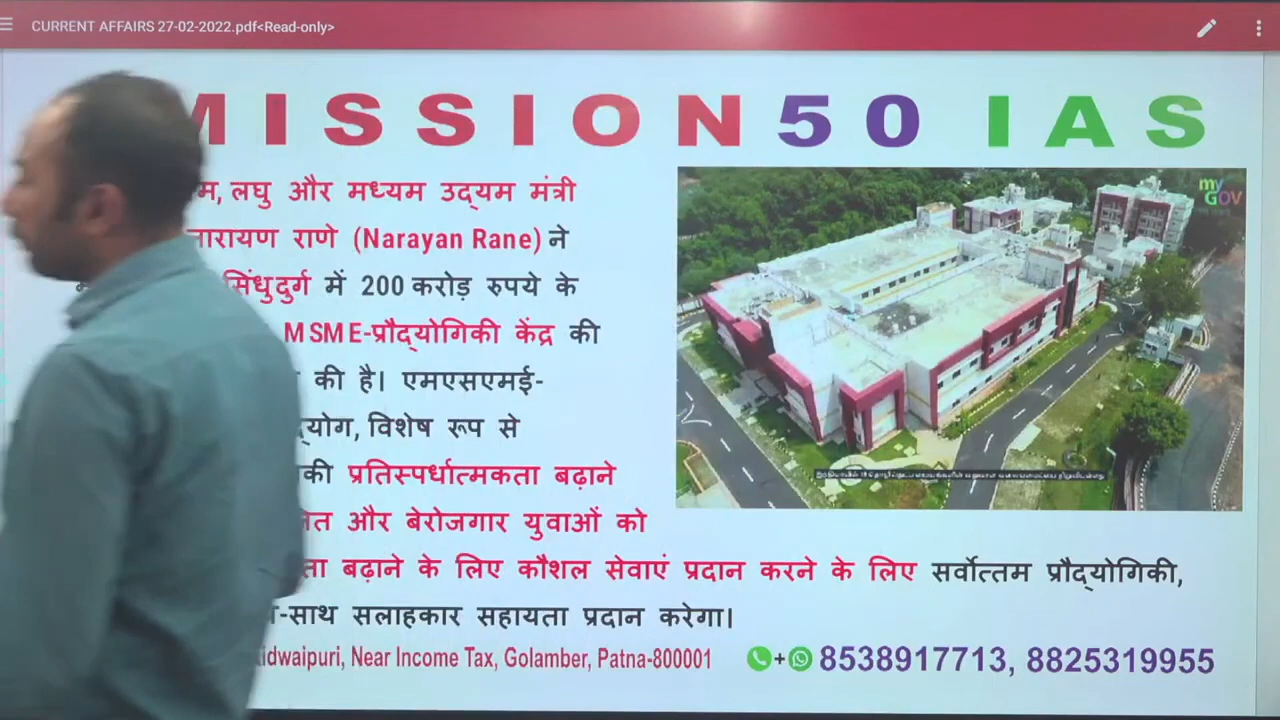 CURRENT AFFAIRS 27-02-2022.pdf<Read-only>
MISSION 50 IAS
लघु और मध्यम उद्यम मंत्री
नारायण राणे (Narayan Rane) ने
सिंधुदुर्ग में 200 करोड़ रुपये के
MSME-प्रौद्योगिकी केंद्र की
की है। एमएसएमई-
विशेष रूप से
की प्रतिस्पर्धात्मकता बढ़ाने
और बेरोजगार युवाओं को
बढ़ाने के लिए कौशल सेवाएं प्रदान करने के लिए सर्वोत्तम प्रौद्योगिकी,
-साथ सलाहकार सहायता प्रदान करेगा।
Kidwaipuri, Near Income Tax, Golamber, Patna-800001
+ 8538917713, 8825319955
my GOV